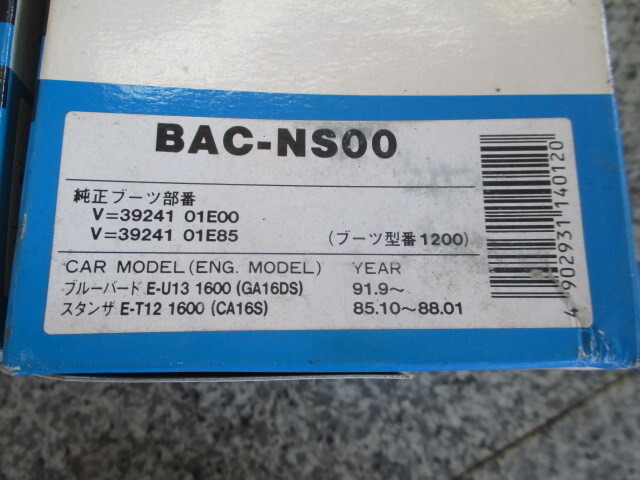 BAC-NS00
純正ブーツ部番
V=39241 01E00
V=39241 01E85 (ブーツ型番1200)
CAR MODEL(ENG. MODEL) YEAR
ブルーバード E-U13 1600 (GA16DS) 91.9～
スタンザ E-T12 1600 (CA16S) 85.10～88.01
4 902931 140120